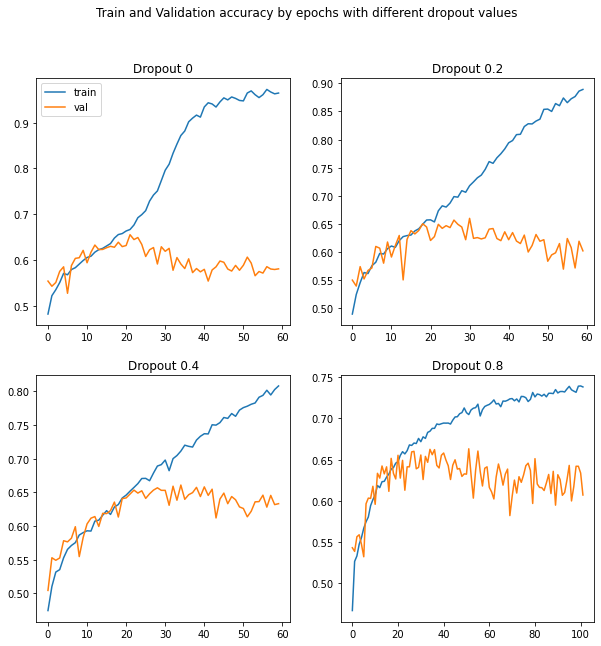 Train and Validation accuracy by epochs with different dropout values
Dropout 0
train
val
0.9
0.8
0.7
0.6
0.5
0 10 20 30 40 50 60
Dropout 0.2
0.90
0.85
0.80
0.75
0.70
0.65
0.60
0.55
0.50
0 10 20 30 40 50 60
Dropout 0.4
0.80
0.75
0.70
0.65
0.60
0.55
0.50
0 10 20 30 40 50 60
Dropout 0.8
0.75
0.70
0.65
0.60
0.55
0.50
0 20 40 60 80 100